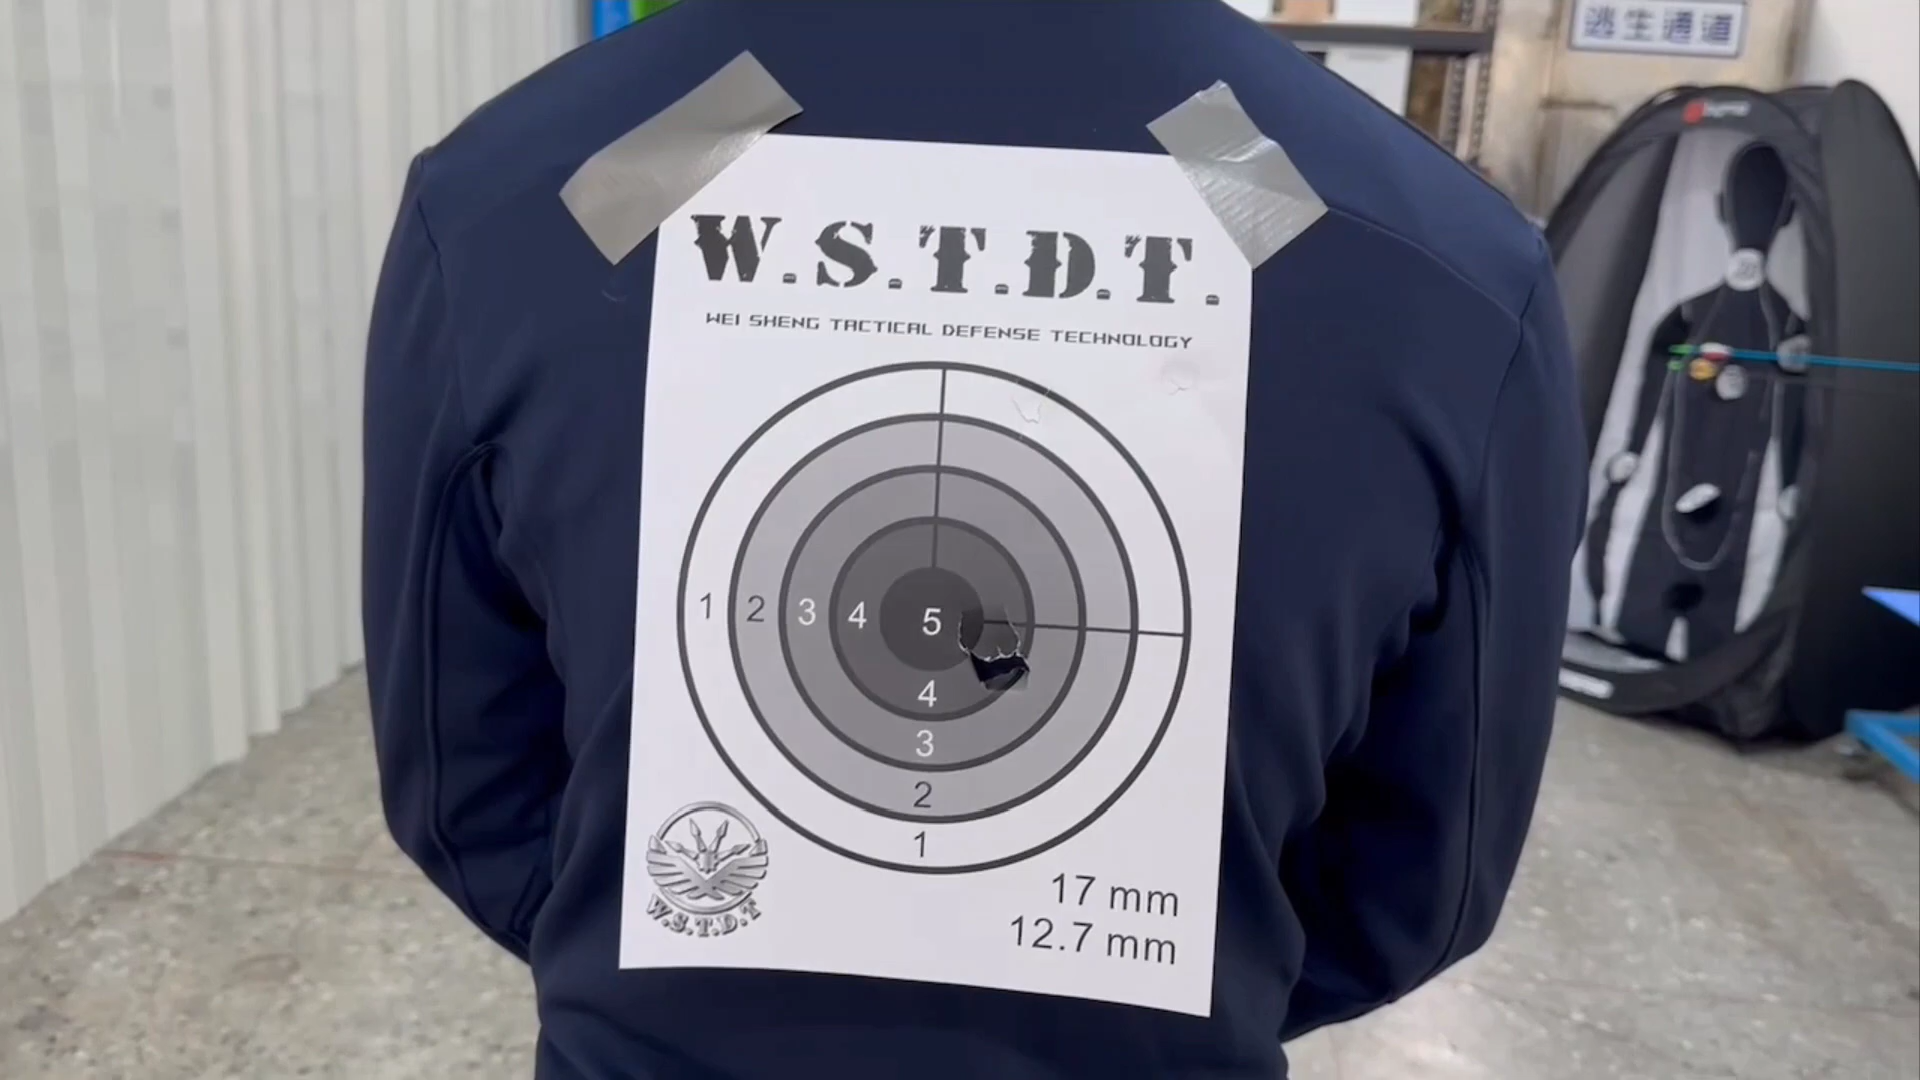 逃生通道
W.S.T.D.T.
WEI SHENG TACTICAL DEFENSE TECHNOLOGY
1 2 3 4 5
4
3
2
1
W.S.T.D.T
17 mm
12.7 mm